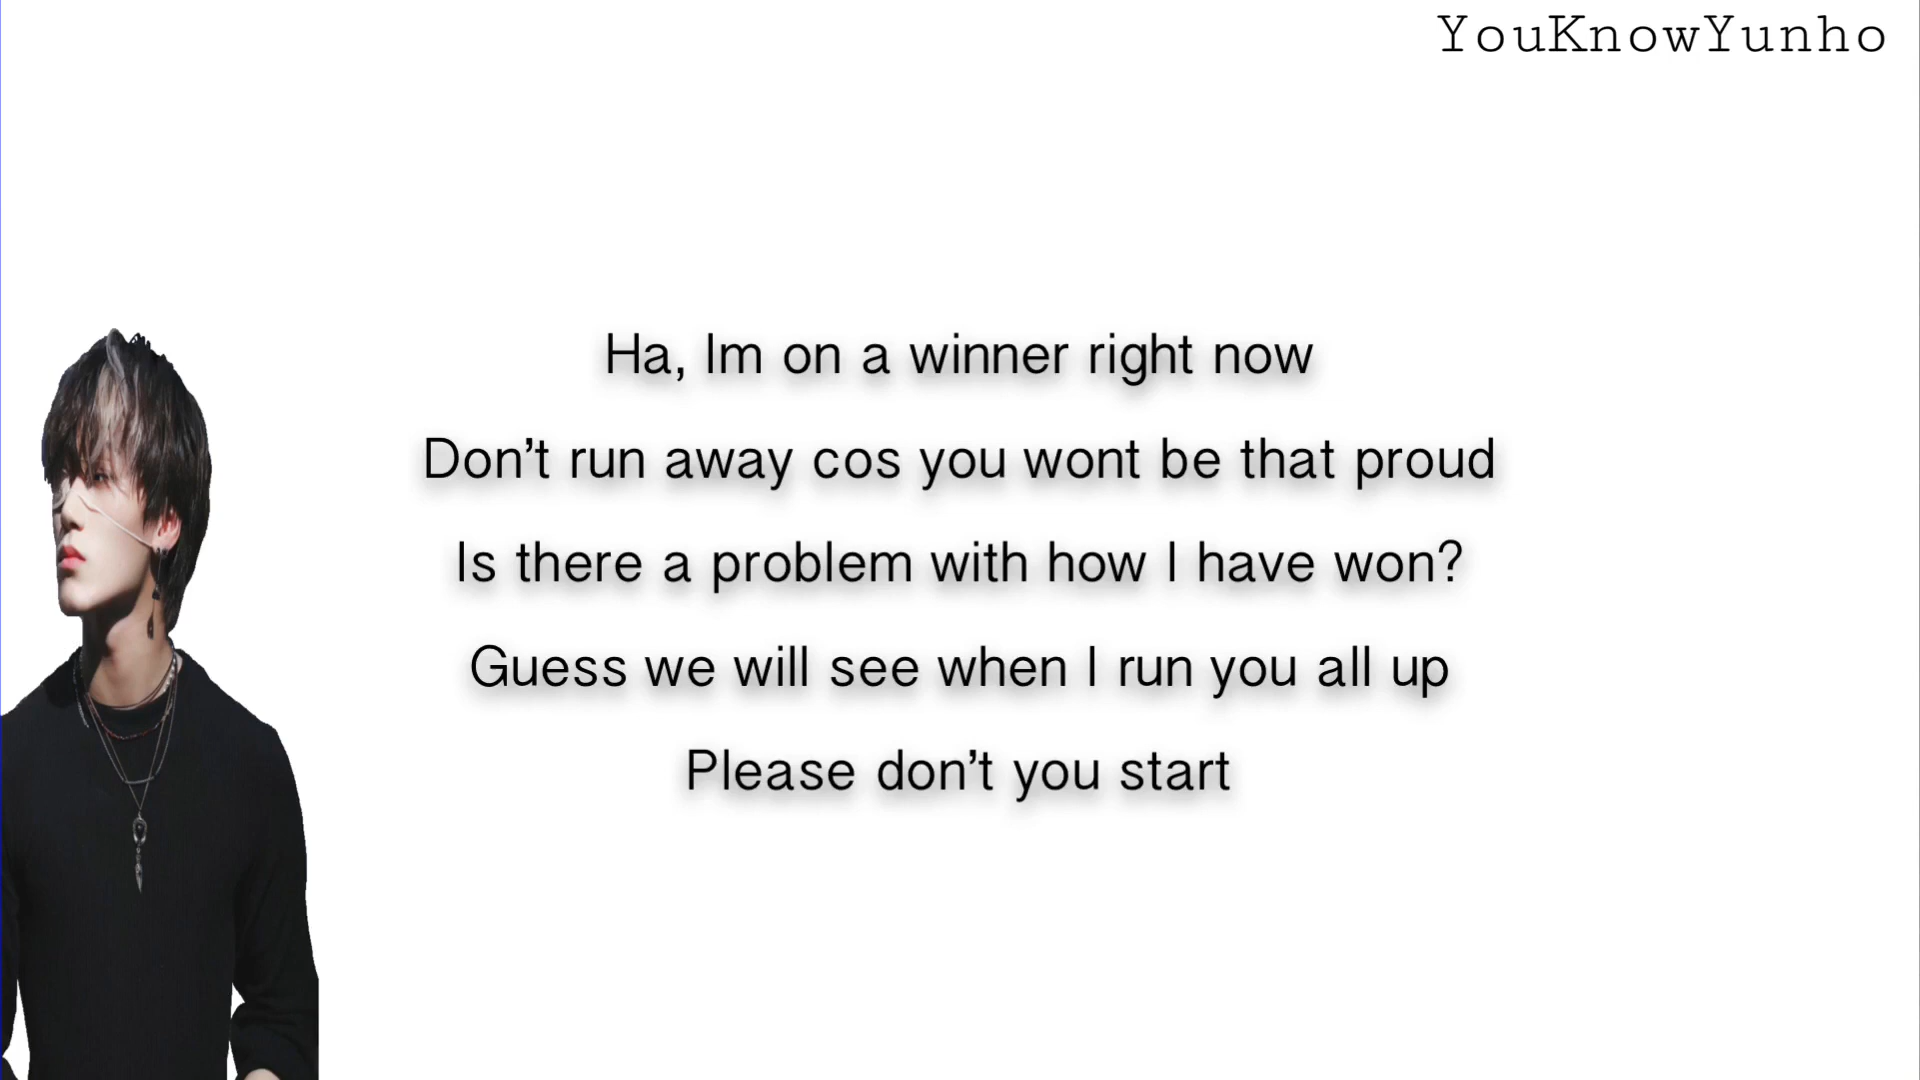 YouKnowYunho
Ha, Im on a winner right now
Don’t run away cos you wont be that proud
Is there a problem with how I have won?
Guess we will see when I run you all up
Please don’t you start